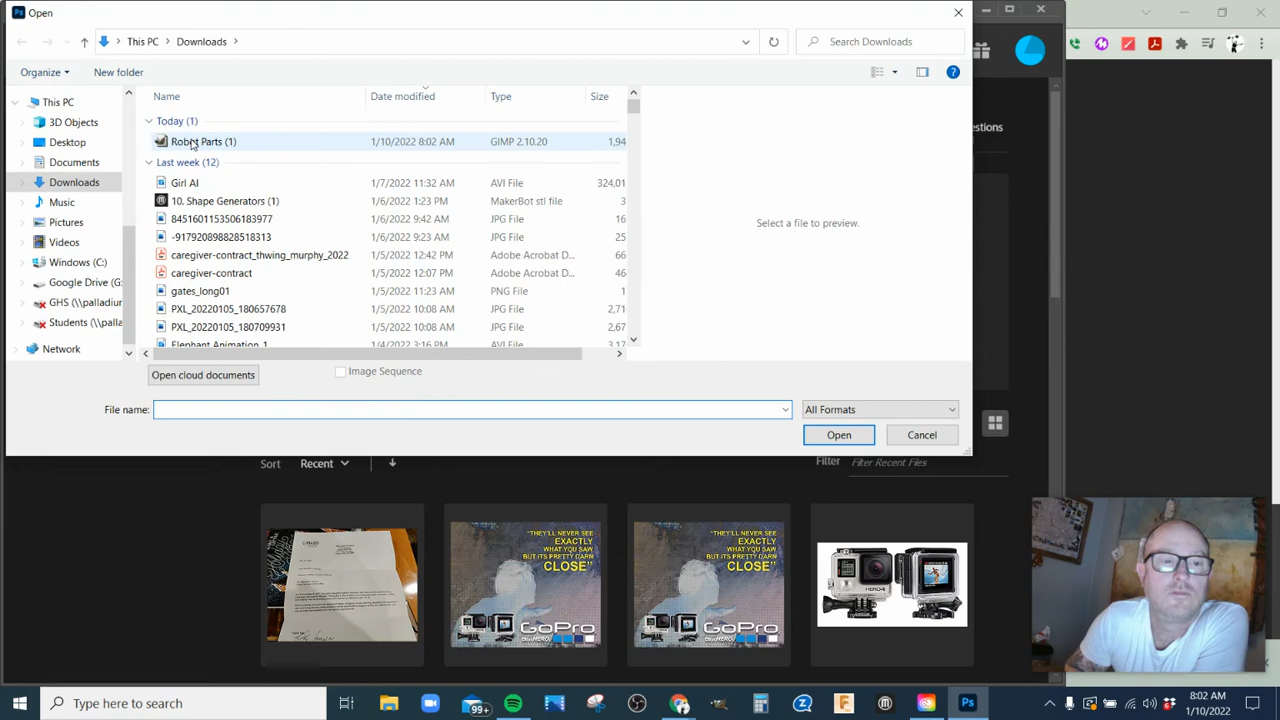 Open
This PC > Downloads >
Search Downloads
Organize
New folder
Name
Date modified
Type
Size
Today (1)
Robot Parts (1) 1/10/2022 8:02 AM GIMP 2.10.20 1,94
Last week (12)
Girl AI 1/7/2022 11:32 AM AVI File 324,01
10. Shape Generators (1) 1/6/2022 1:23 PM MakerBot stl file 3
8451601153506183977 1/6/2022 9:42 AM JPG File 16
-917920898828518313 1/6/2022 9:23 AM JPG File 25
caregiver-contract_thwing_murphy_2022 1/5/2022 12:42 PM Adobe Acrobat D... 66
caregiver-contract 1/5/2022 12:07 PM Adobe Acrobat D... 46
gates_long01 1/5/2022 11:23 AM PNG File 1
PXL_20220105_180657678 1/5/2022 10:08 AM JPG File 2,71
PXL_20220105_180709931 1/5/2022 10:08 AM JPG File 2,67
Elephant Animation_1 1/4/2022 3:16 PM AVI File 3,17
This PC
3D Objects
Desktop
Documents
Downloads
Music
Pictures
Videos
Windows (C:)
Google Drive (G:
GHS (\\palladiun
Students (\\palla
Network
Select a file to preview.
Open cloud documents
Image Sequence
File name:
All Formats
Open
Cancel
estions
Sort
Recent
Filter
Filter Recent Files
"THEY'LL NEVER SEE
EXACTLY
WHAT YOU SAW
BUT ITS PRETTY DARN
CLOSE"
GoPro
Be a HERO.
"THEY'LL NEVER SEE
EXACTLY
WHAT YOU SAW
BUT ITS PRETTY DARN
CLOSE"
GoPro
Be a HERO.
HERO4
Type here to search
99+
Ps
8:02 AM
1/10/2022